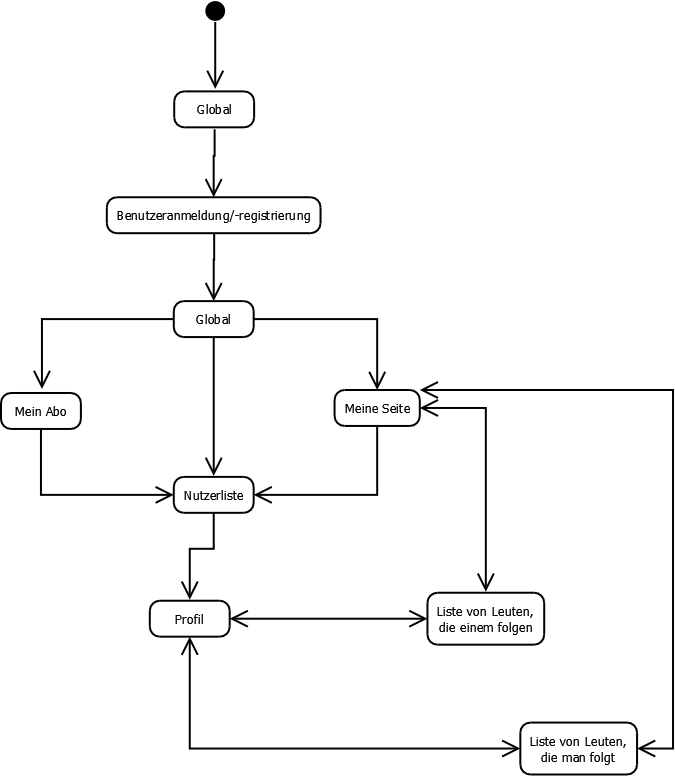 Global
Benutzeranmeldung/-registrierung
Global
Mein Abo
Meine Seite
Nutzerliste
Profil
Liste von Leuten,
die einem folgen
Liste von Leuten,
die man folgt